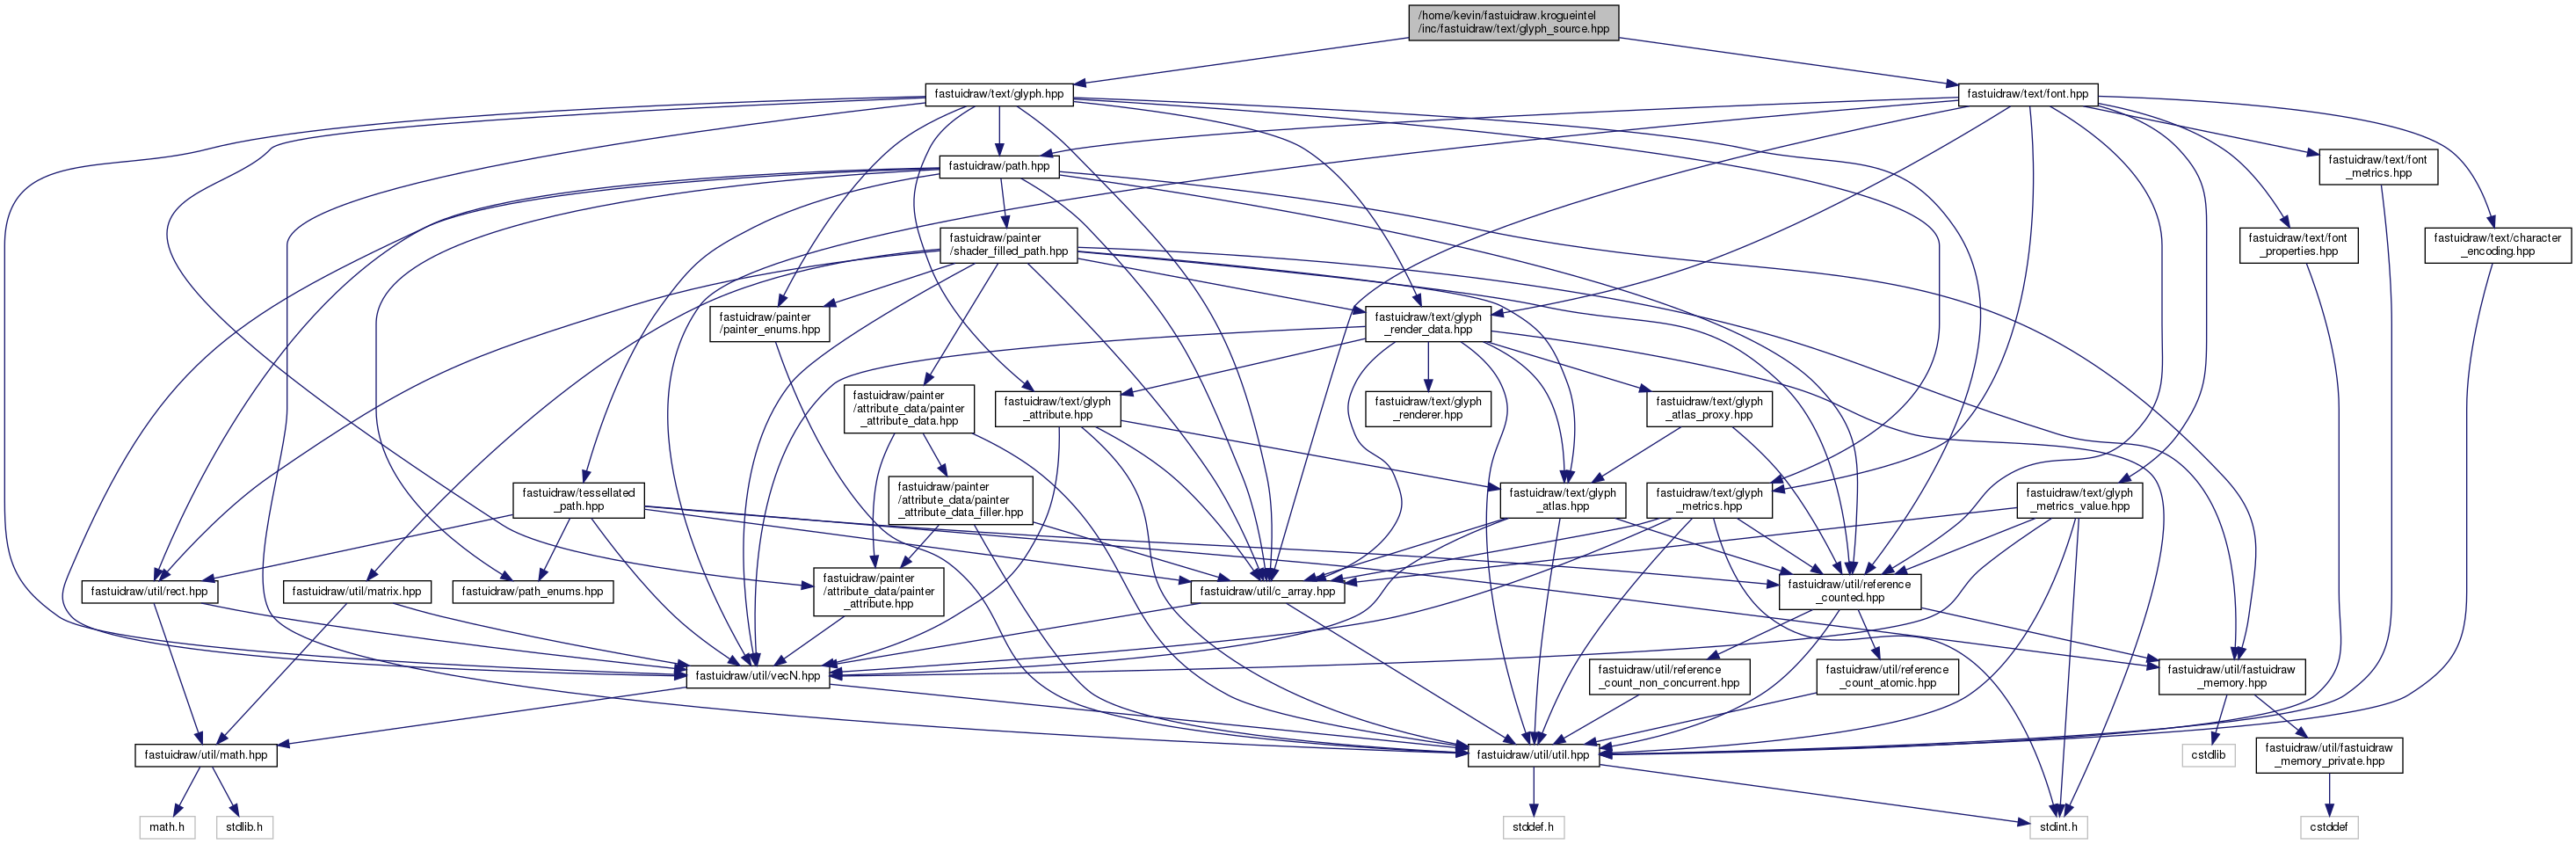 /home/kevin/fastuidraw.krogueintel
/inc/fastuidraw/text/glyph_source.hpp
fastuidraw/text/glyph.hpp
fastuidraw/text/font.hpp
fastuidraw/path.hpp
fastuidraw/text/font
_metrics.hpp
fastuidraw/painter
/shader_filled_path.hpp
fastuidraw/text/font
_properties.hpp
fastuidraw/text/character
_encoding.hpp
fastuidraw/painter
/painter_enums.hpp
fastuidraw/text/glyph
_render_data.hpp
fastuidraw/painter
/attribute_data/painter
_attribute_data.hpp
fastuidraw/text/glyph
_attribute.hpp
fastuidraw/text/glyph
_renderer.hpp
fastuidraw/text/glyph
_atlas_proxy.hpp
fastuidraw/tessellated
_path.hpp
fastuidraw/painter
/attribute_data/painter
_attribute_data_filler.hpp
fastuidraw/text/glyph
_atlas.hpp
fastuidraw/text/glyph
_metrics.hpp
fastuidraw/text/glyph
_metrics_value.hpp
fastuidraw/util/rect.hpp
fastuidraw/util/matrix.hpp
fastuidraw/path_enums.hpp
fastuidraw/painter
/attribute_data/painter
_attribute.hpp
fastuidraw/util/c_array.hpp
fastuidraw/util/reference
_counted.hpp
fastuidraw/util/vecN.hpp
fastuidraw/util/reference
_count_non_concurrent.hpp
fastuidraw/util/reference
_count_atomic.hpp
fastuidraw/util/fastuidraw
_memory.hpp
fastuidraw/util/math.hpp
fastuidraw/util/util.hpp
cstdlib
fastuidraw/util/fastuidraw
_memory_private.hpp
math.h
stdlib.h
stddef.h
stdint.h
cstddef